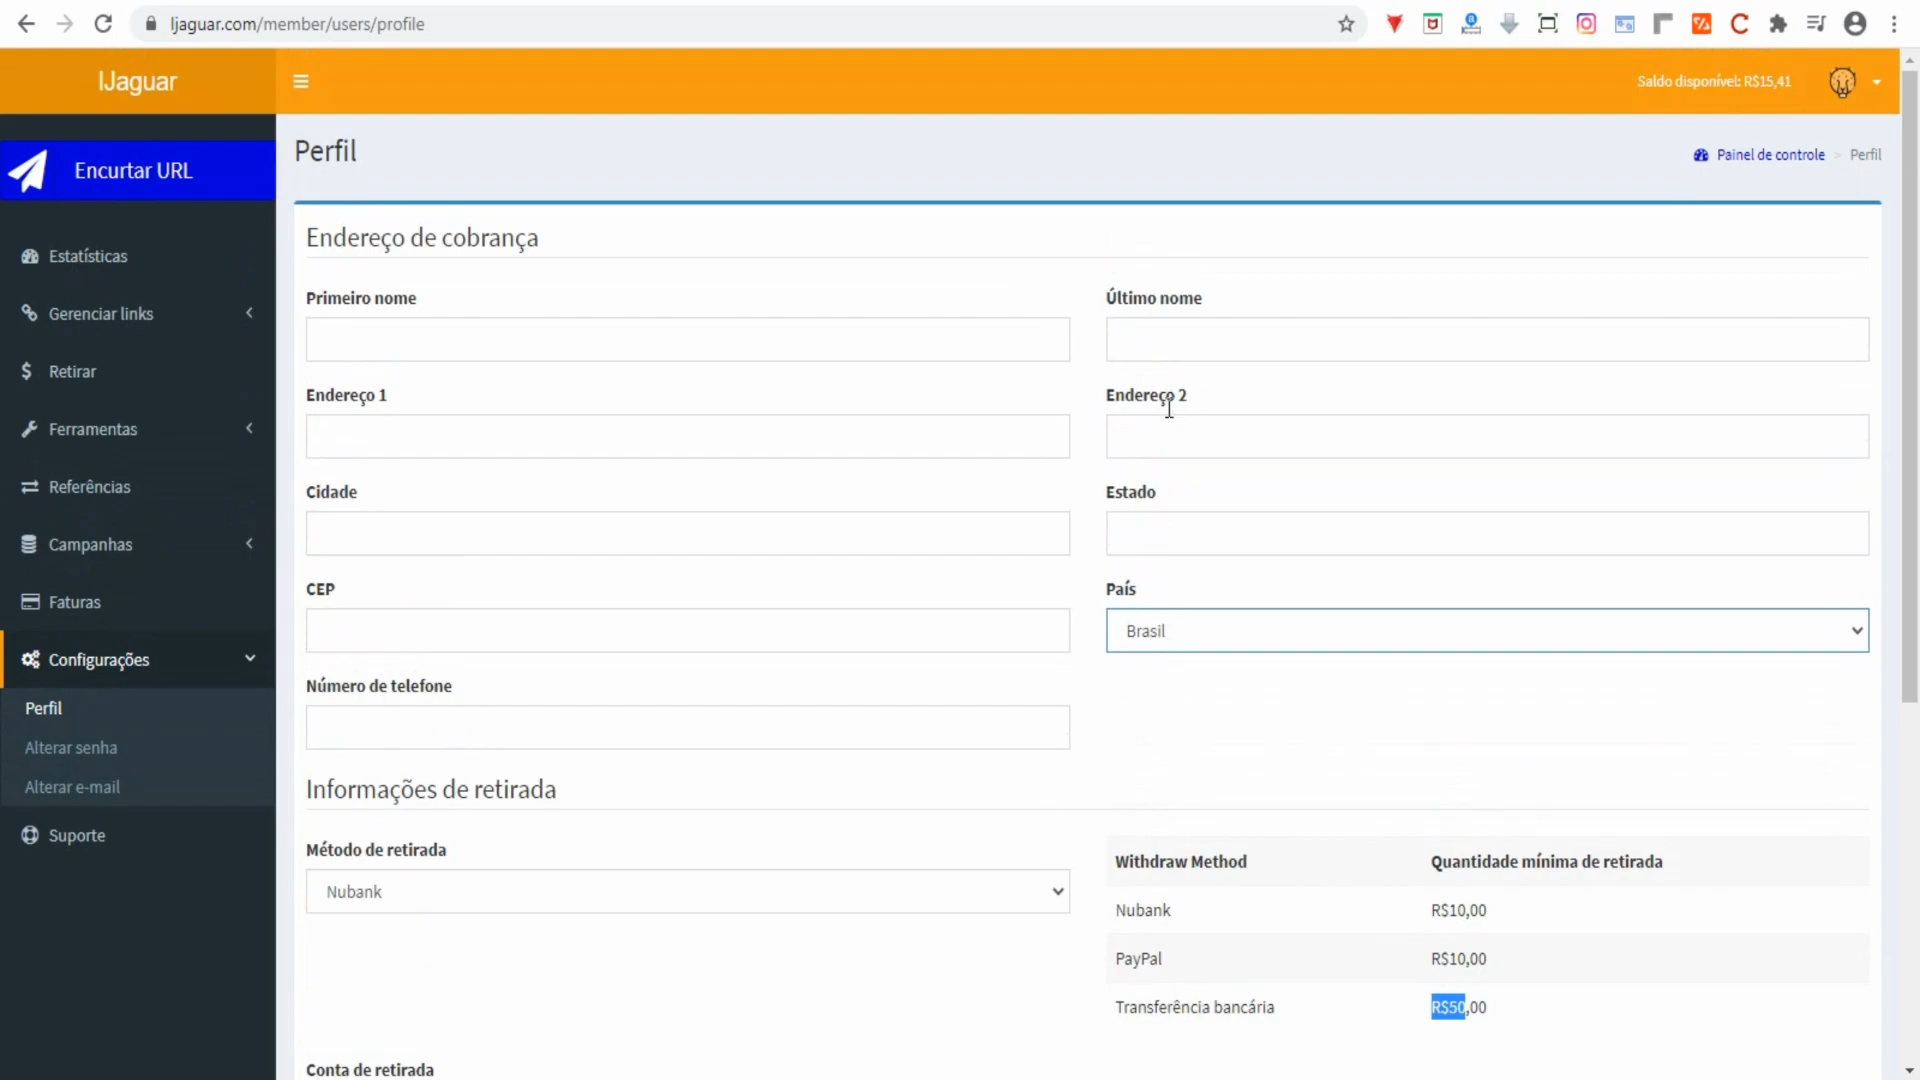 ljaguar.com/member/users/profile
lJaguar
Saldo disponível: R$15,41
Encurtar URL
Estatísticas
Gerenciar links
Retirar
Ferramentas
Referências
Campanhas
Faturas
Configurações
Perfil
Alterar senha
Alterar e-mail
Suporte
Perfil
Painel de controle > Perfil
Endereço de cobrança
Primeiro nome
Último nome
Endereço 1
Endereço 2
Cidade
Estado
CEP
País
Brasil
Número de telefone
Informações de retirada
Método de retirada
Nubank
Withdraw Method Quantidade mínima de retirada
Nubank R$10,00
PayPal R$10,00
Transferência bancária R$50,00
Conta de retirada